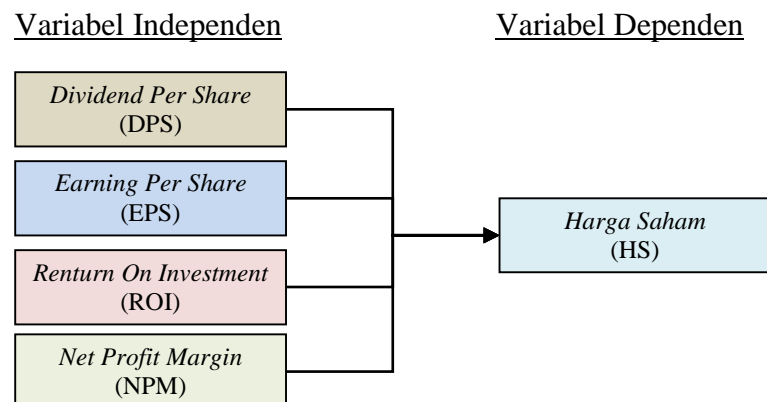 Variabel Independen
Variabel Dependen
Dividend Per Share
(DPS)
Earning Per Share
(EPS)
Renturn On Investment
(ROI)
Net Profit Margin
(NPM)
Harga Saham
(HS)